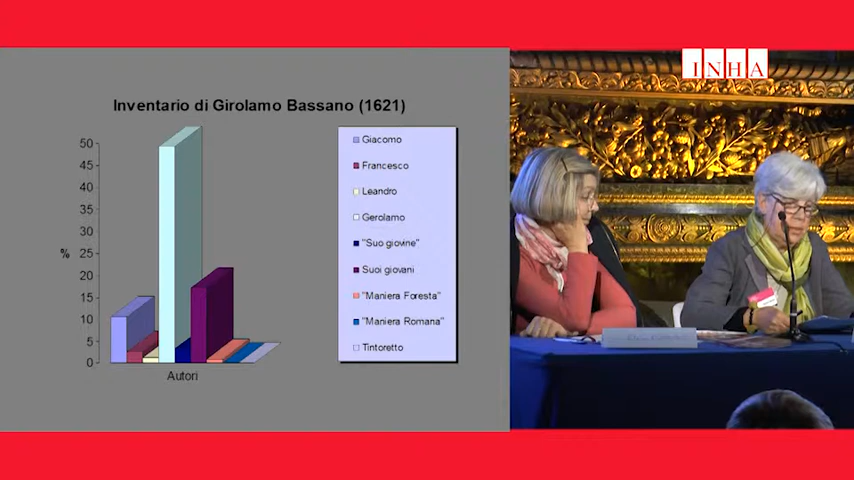 INHA
Inventario di Girolamo Bassano (1621)
50
45
40
35
30
25
20
15
10
5
0
%
Autori
Giacomo
Francesco
Leandro
Gerolamo
"Suo giovine"
Suoi giovani
"Maniera Foresta"
"Maniera Romana"
Tintoretto